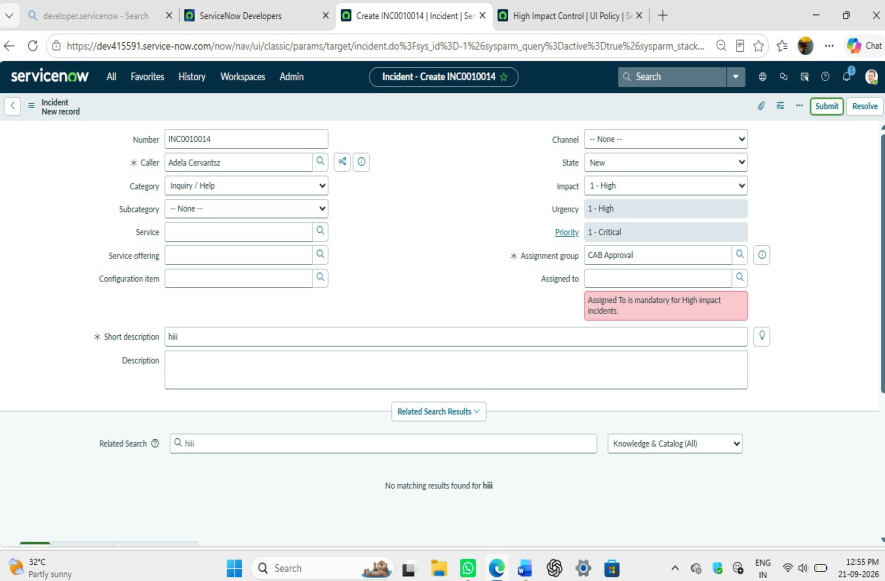 developer.servicenow - Search
ServiceNow Developers
Create INC0010014 | Incident | Ser
High Impact Control | UI Policy | S
https://dev415591.service-now.com/now/nav/ui/classic/params/target/incident.do%3Fsys_id%3D-1%26sysparm_query%3Dactive%3Dtrue%26sysparm_stack...
Chat
servicenow All Favorites History Workspaces Admin Incident - Create INC0010014 Search
Incident
New record
Submit Resolve
Number INC0010014
Channel -- None --
Caller Adela Cervantsz
State New
Category Inquiry / Help
Impact 1 - High
Subcategory -- None --
Urgency 1 - High
Service
Priority 1 - Critical
Service offering
Assignment group CAB Approval
Configuration item
Assigned to
Assigned To is mandatory for High impact
incidents.
Short description hiii
Description
Related Search Results
Related Search hiii
Knowledge & Catalog (All)
No matching results found for hiii
32°C
Partly sunny
Search
ENG
IN
12:55 PM
21-09-2026